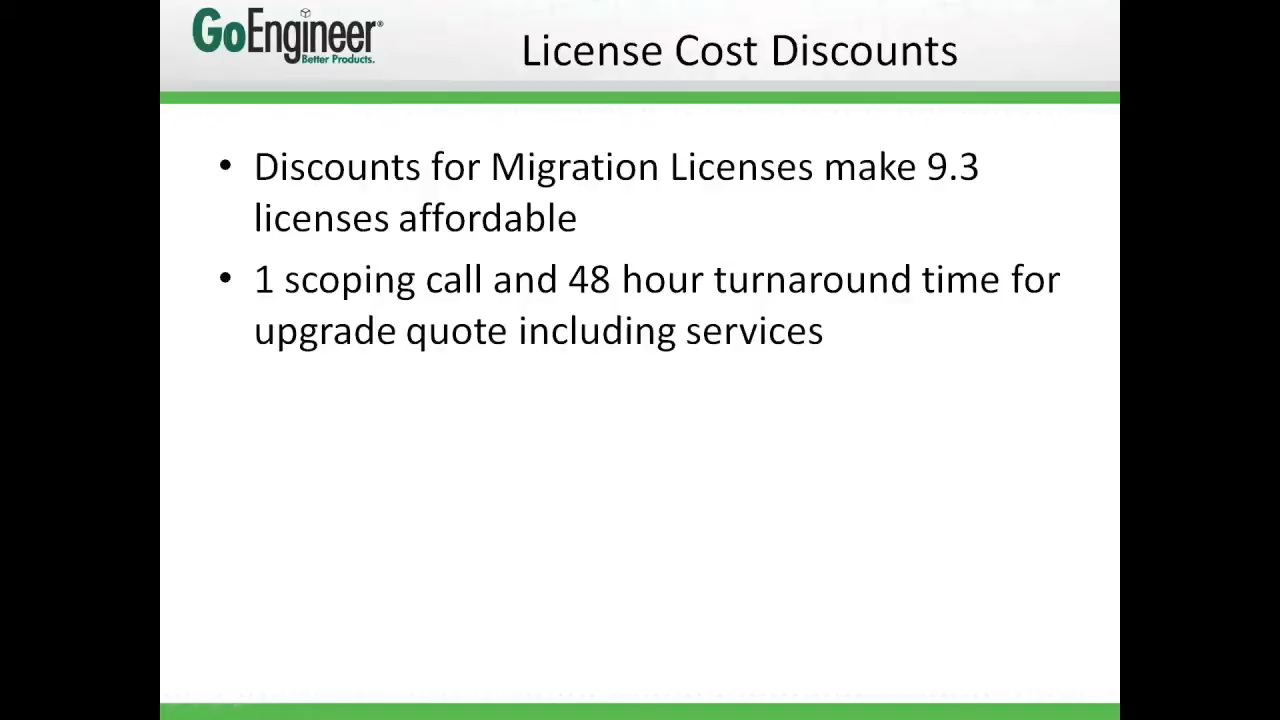 GoEngineer®
Better Products.
License Cost Discounts
• Discounts for Migration Licenses make 9.3
licenses affordable
• 1 scoping call and 48 hour turnaround time for
upgrade quote including services